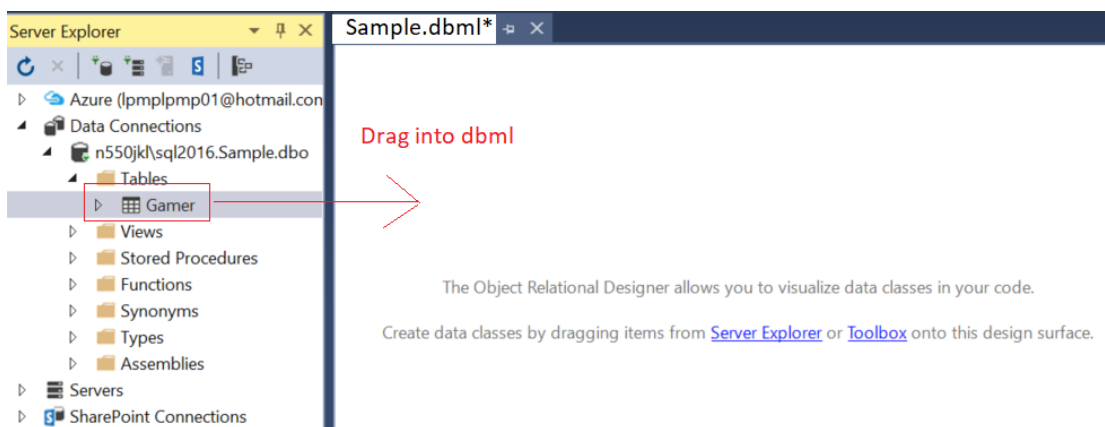 Server Explorer
Sample.dbml*
Azure (lpmplpmp01@hotmail.con
Data Connections
n550jkl\sql2016.Sample.dbo
Tables
Gamer
Views
Stored Procedures
Functions
Synonyms
Types
Assemblies
Servers
SharePoint Connections
Drag into dbml
The Object Relational Designer allows you to visualize data classes in your code.
Create data classes by dragging items from Server Explorer or Toolbox onto this design surface.